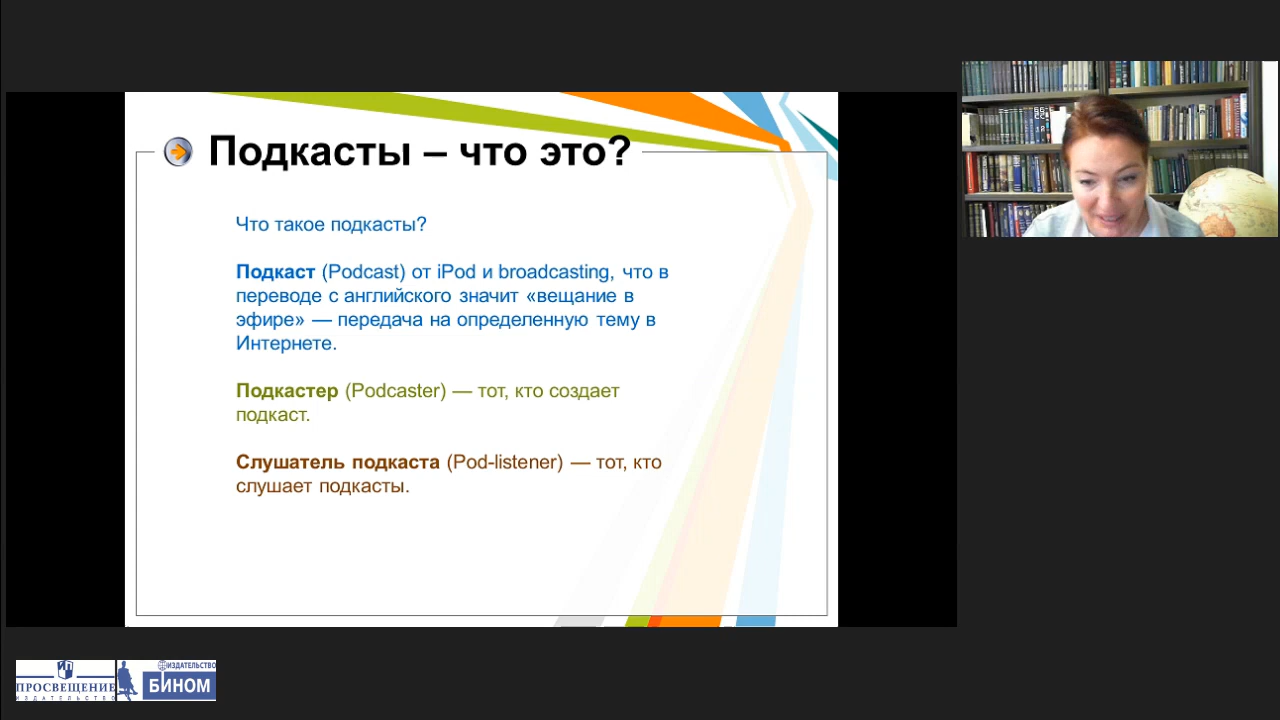 Подкасты – что это?
Что такое подкасты?
Подкаст (Podcast) от iPod и broadcasting, что в
переводе с английского значит «вещание в
эфире» — передача на определенную тему в
Интернете.
Подкастер (Podcaster) — тот, кто создает
подкаст.
Слушатель подкаста (Pod-listener) — тот, кто
слушает подкасты.
ПРОСВЕЩЕНИЕ
ИЗДАТЕЛЬСТВО
ИЗДАТЕЛЬСТВО
БИНОМ